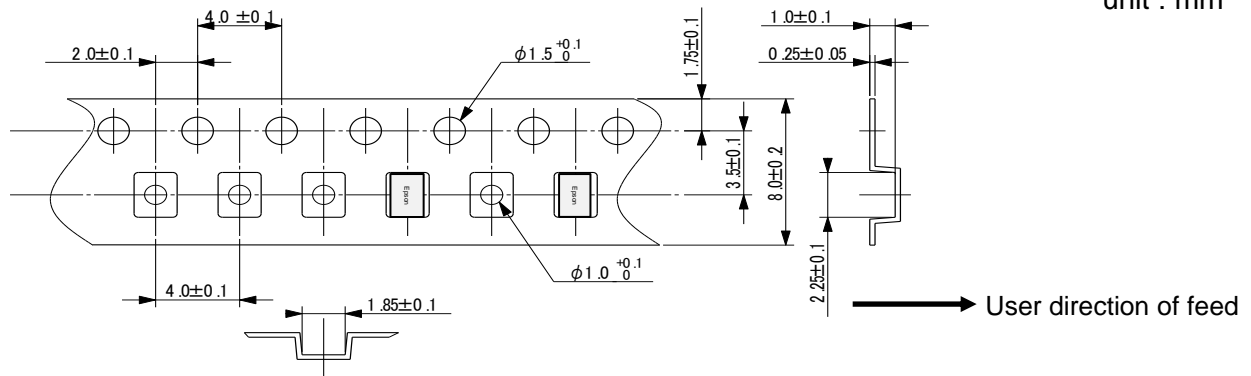 unit : mm
4.0 ±0.1
1.0±0.1
2.0±0.1
φ1.5 +0.1 0
1.75±0.1
0.25±0.05
3.5±0.1
8.0±0.2
Epson
Epson
2.25±0.1
φ1.0 +0.1 0
4.0±0.1
1.85±0.1
User direction of feed